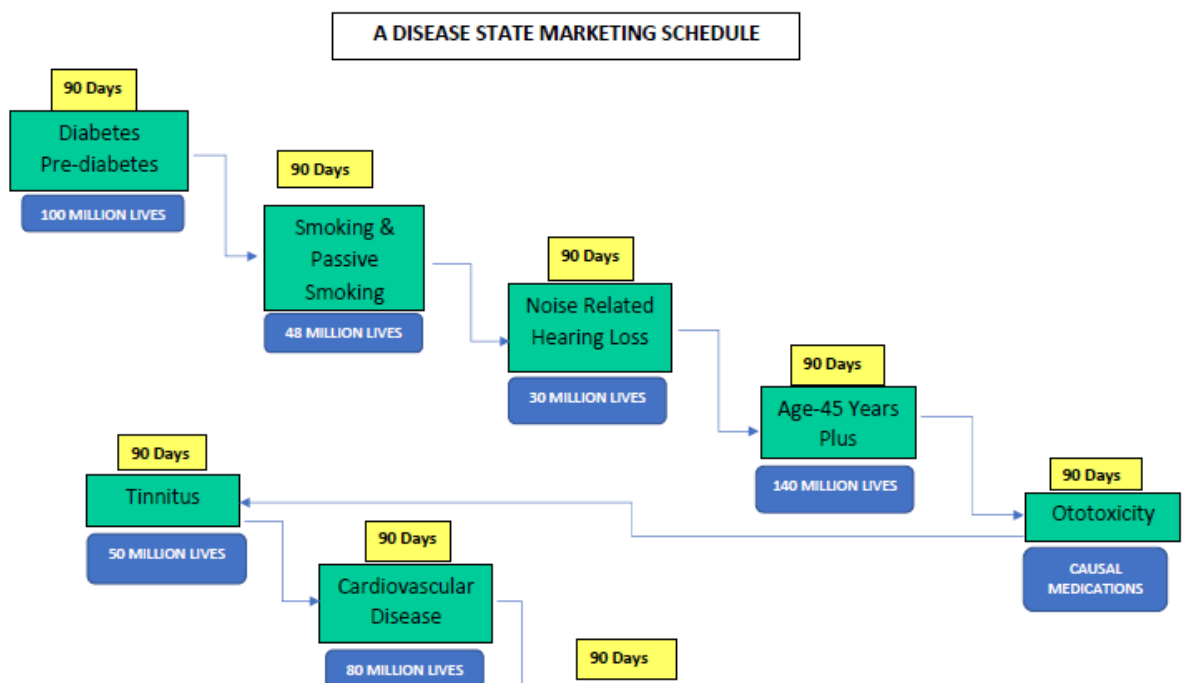 A DISEASE STATE MARKETING SCHEDULE
90 Days
Diabetes
Pre-diabetes
100 MILLION LIVES
90 Days
Smoking &
Passive
Smoking
48 MILLION LIVES
90 Days
Noise Related
Hearing Loss
30 MILLION LIVES
90 Days
Age-45 Years
Plus
140 MILLION LIVES
90 Days
Ototoxicity
CAUSAL
MEDICATIONS
90 Days
Tinnitus
50 MILLION LIVES
90 Days
Cardiovascular
Disease
80 MILLION LIVES
90 Days